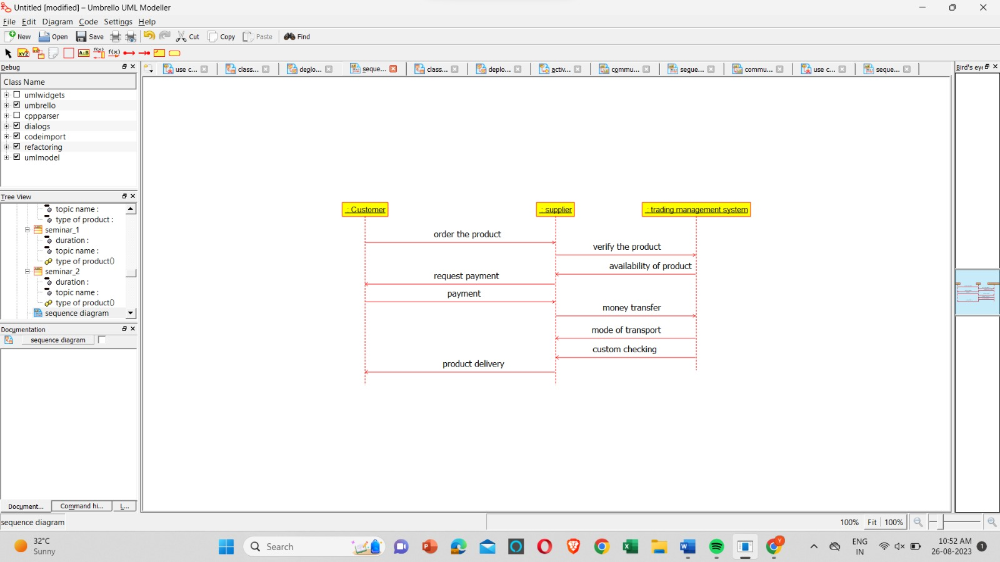 Untitled [modified] – Umbrello UML Modeller
File Edit Diagram Code Settings Help
New Open Save Cut Copy Paste Find
XYZ A:B f(x) f(x)
Debug
use c... class... deplo... seque... class... deplo... activ... commu... seque... commu... use c... seque...
Bird's eye
Class Name
umlwidgets
umbrello
cppparser
dialogs
codeimport
refactoring
umlmodel
Tree View
topic name :
type of product :
seminar_1
duration :
topic name :
type of product()
seminar_2
duration :
topic name :
type of product()
sequence diagram
Documentation
sequence diagram
Document... Command hi... L...
: Customer : supplier : trading management system
order the product
verify the product
availability of product
request payment
payment
money transfer
mode of transport
custom checking
product delivery
sequence diagram
100% Fit 100%
32°C
Sunny
Search
ENG
IN
10:52 AM
26-08-2023
1